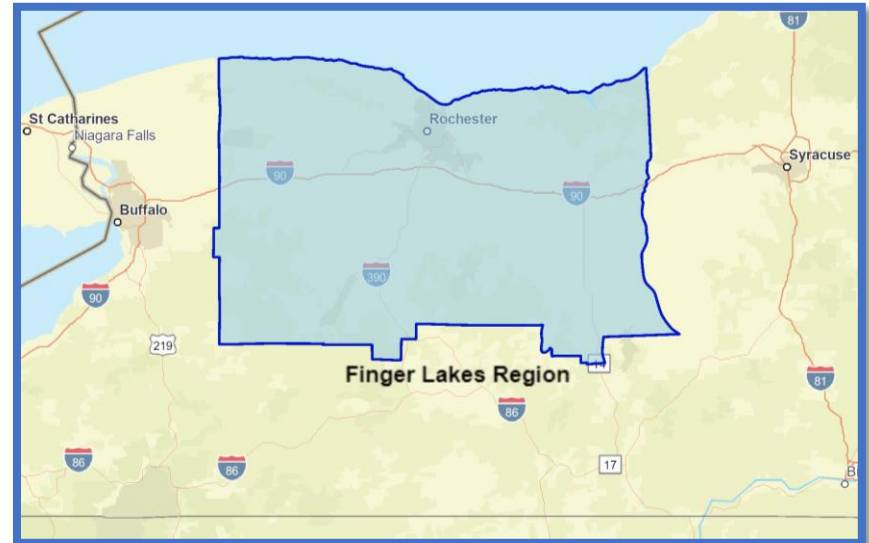 81
St Catharines
Niagara Falls
Rochester
Syracuse
90
90
Buffalo
390
90
219
14
Finger Lakes Region
81
86
86
86
17